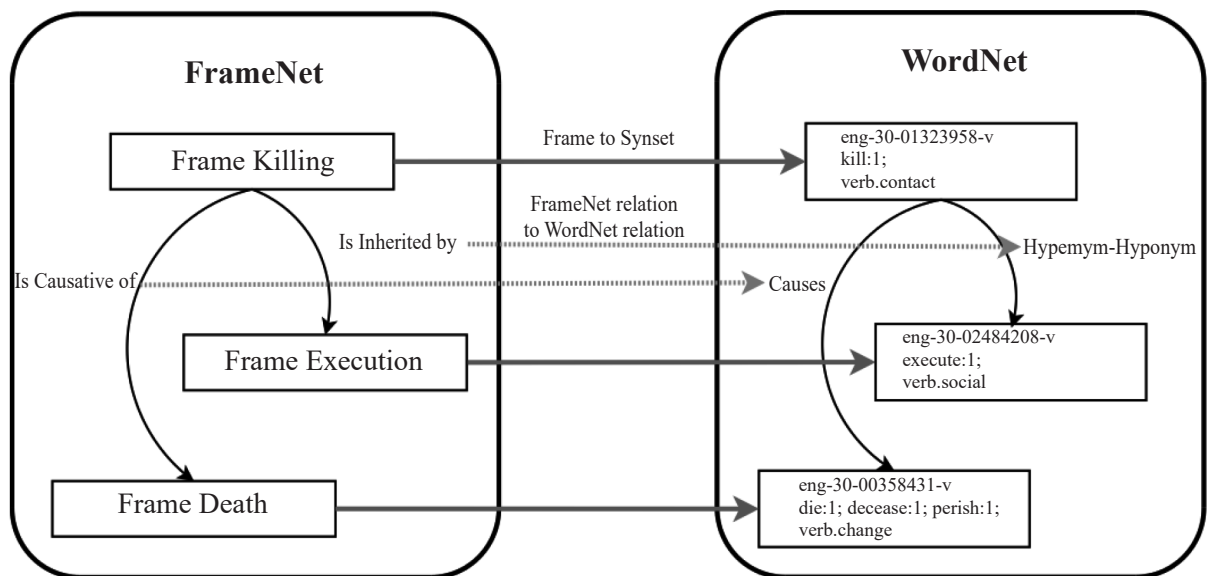 FrameNet
WordNet
Frame Killing
Frame to Synset
eng-30-01323958-v
kill:1;
verb.contact
FrameNet relation
to WordNet relation
Is Inherited by
Hypemym-Hyponym
Is Causative of
Causes
Frame Execution
eng-30-02484208-v
execute:1;
verb.social
Frame Death
eng-30-00358431-v
die:1; decease:1; perish:1;
verb.change